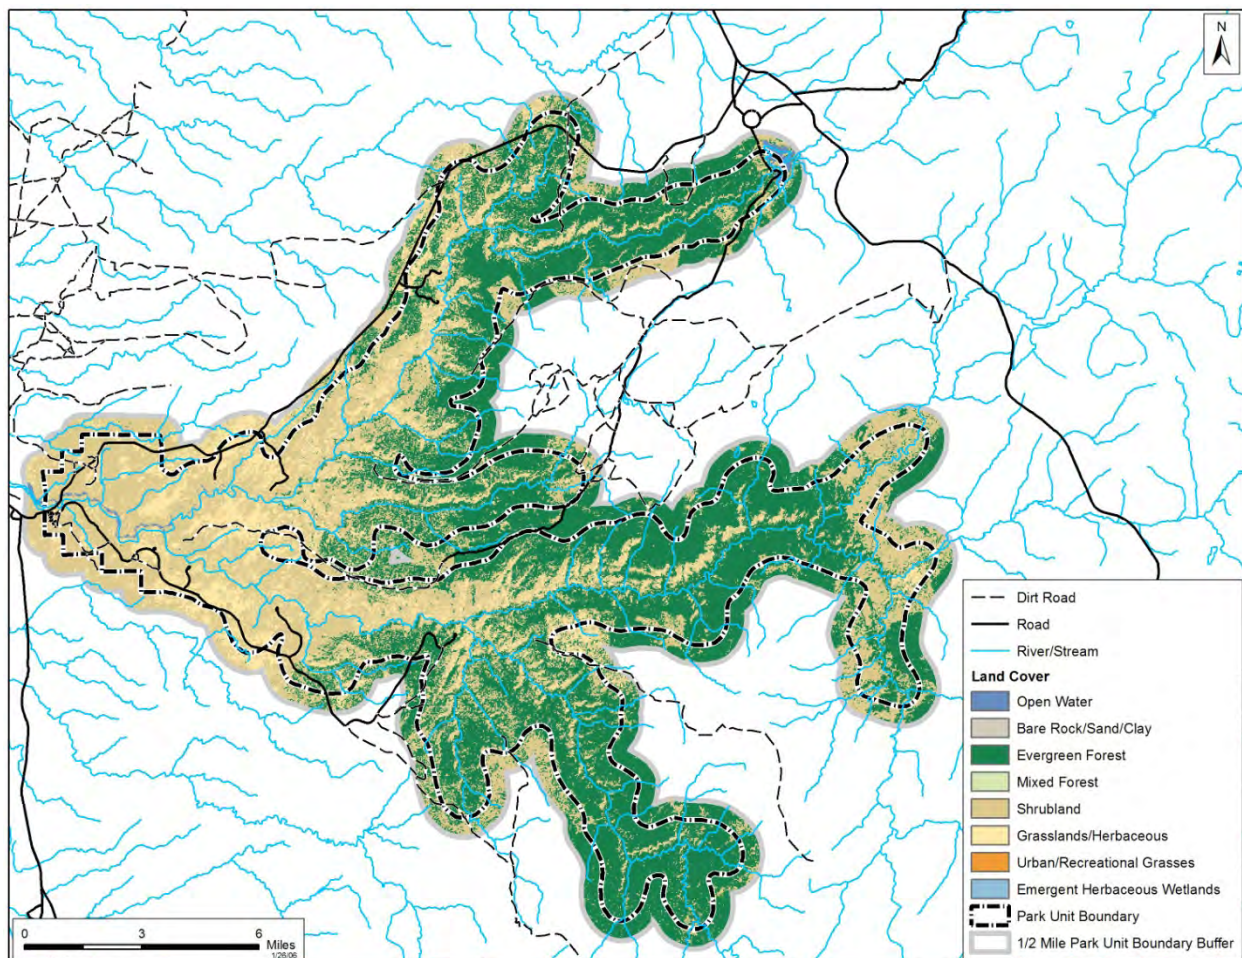 N
Dirt Road
Road
River/Stream
Land Cover
Open Water
Bare Rock/Sand/Clay
Evergreen Forest
Mixed Forest
Shrubland
Grasslands/Herbaceous
Urban/Recreational Grasses
Emergent Herbaceous Wetlands
Park Unit Boundary
1/2 Mile Park Unit Boundary Buffer
0 3 6
Miles
1/26/06